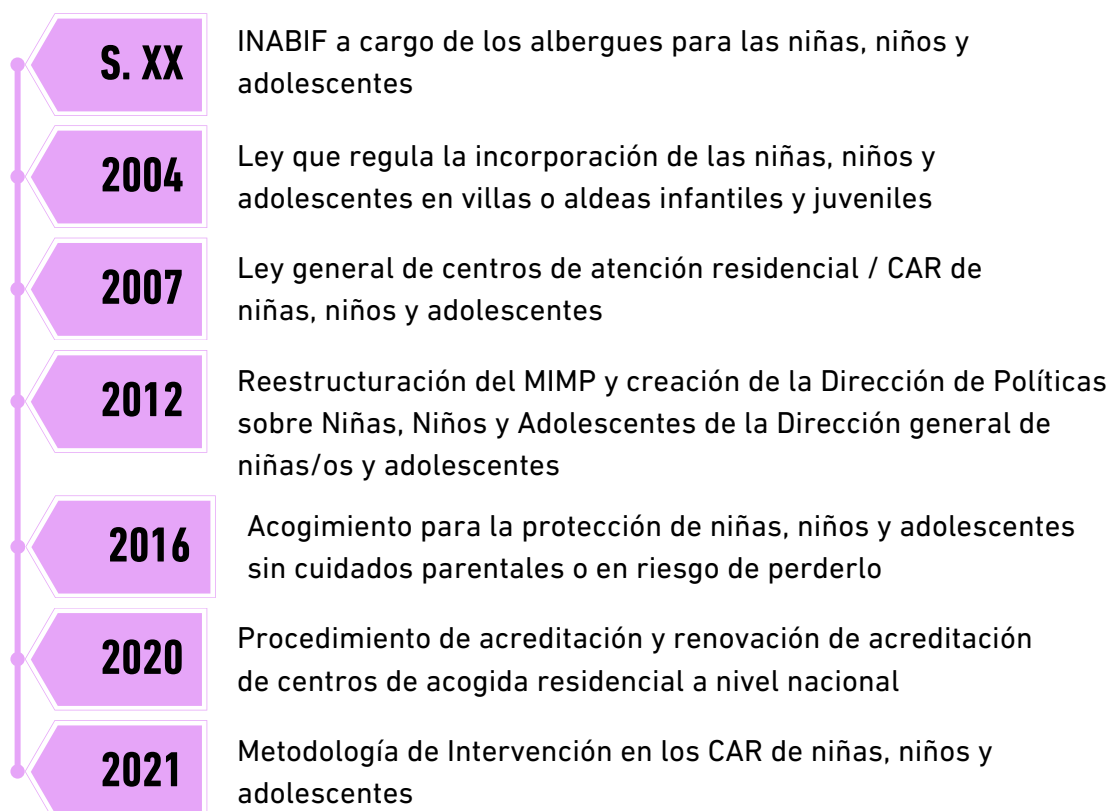 S. XX
INABIF a cargo de los albergues para las niñas, niños y
adolescentes
2004
Ley que regula la incorporación de las niñas, niños y
adolescentes en villas o aldeas infantiles y juveniles
2007
Ley general de centros de atención residencial / CAR de
niñas, niños y adolescentes
2012
Reestructuración del MIMP y creación de la Dirección de Políticas
sobre Niñas, Niños y Adolescentes de la Dirección general de
niñas/os y adolescentes
2016
Acogimiento para la protección de niñas, niños y adolescentes
sin cuidados parentales o en riesgo de perderlo
2020
Procedimiento de acreditación y renovación de acreditación
de centros de acogida residencial a nivel nacional
2021
Metodología de Intervención en los CAR de niñas, niños y
adolescentes